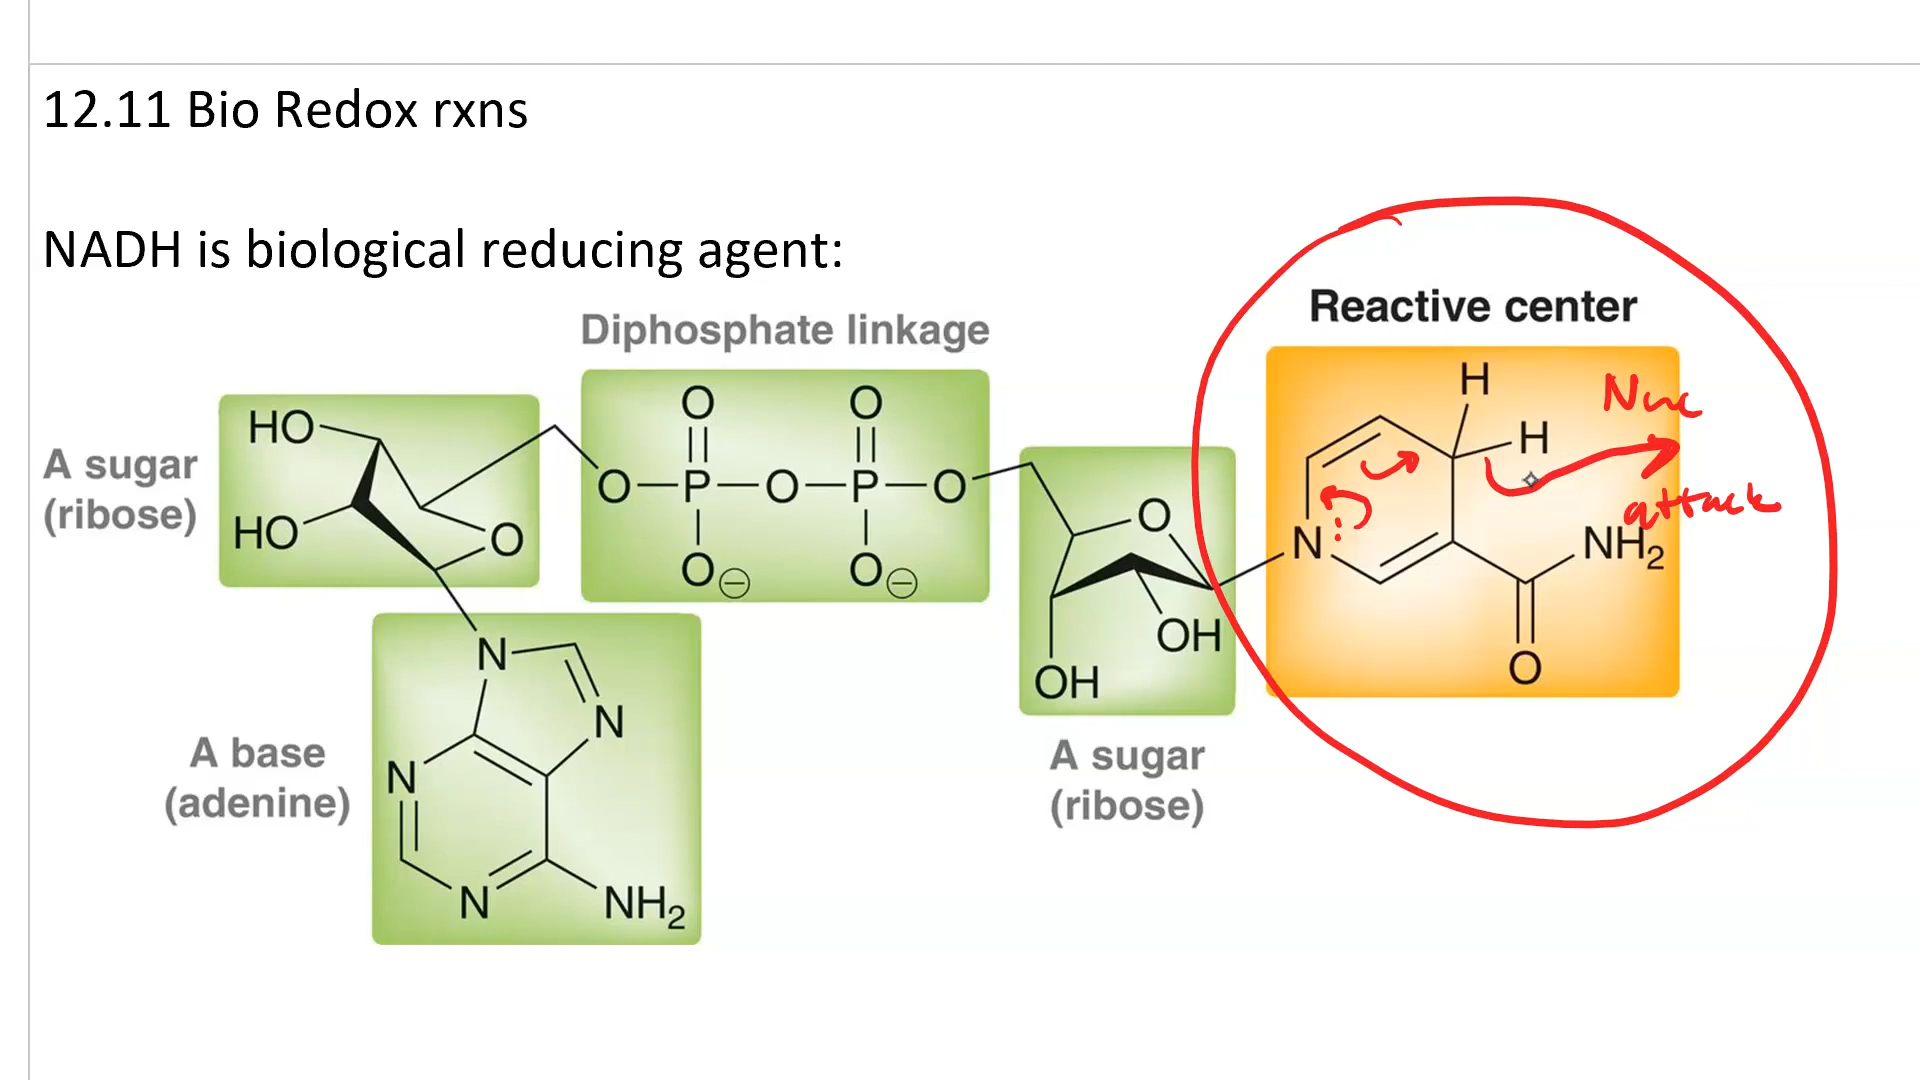 12.11 Bio Redox rxns
NADH is biological reducing agent:
Diphosphate linkage
Reactive center
A sugar
(ribose)
HO
HO
O
O
O
O
P
O
P
O
O⊖
O⊖
O
OH
OH
A sugar
(ribose)
H
H
N
NH2
O
Nuc
attack
A base
(adenine)
N
N
N
N
NH2